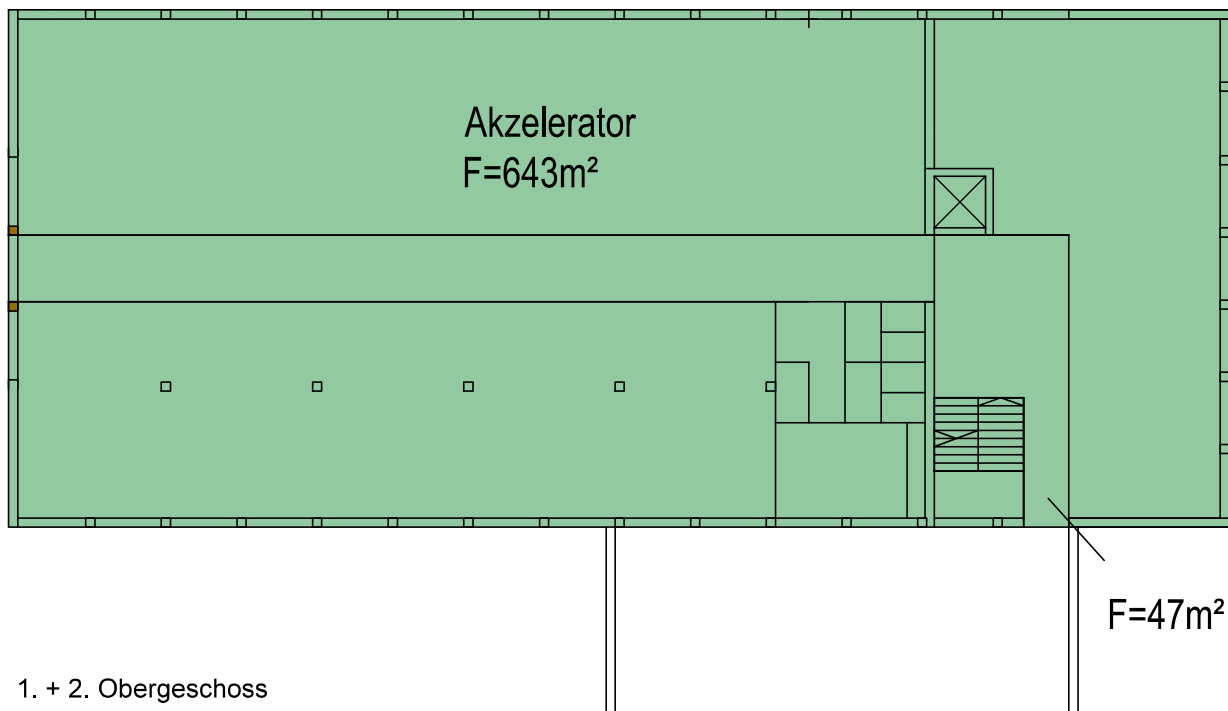 Akzelerator
F=643m²
F=47m²
1. + 2. Obergeschoss